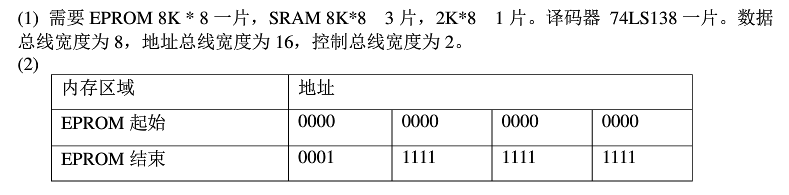 (1) 需要 EPROM 8K * 8 一片，SRAM 8K*8 3 片，2K*8 1 片。译码器 74LS138 一片。数据
总线宽度为 8，地址总线宽度为 16，控制总线宽度为 2。
(2)
内存区域 地址
EPROM 起始 0000 0000 0000 0000
EPROM 结束 0001 1111 1111 1111